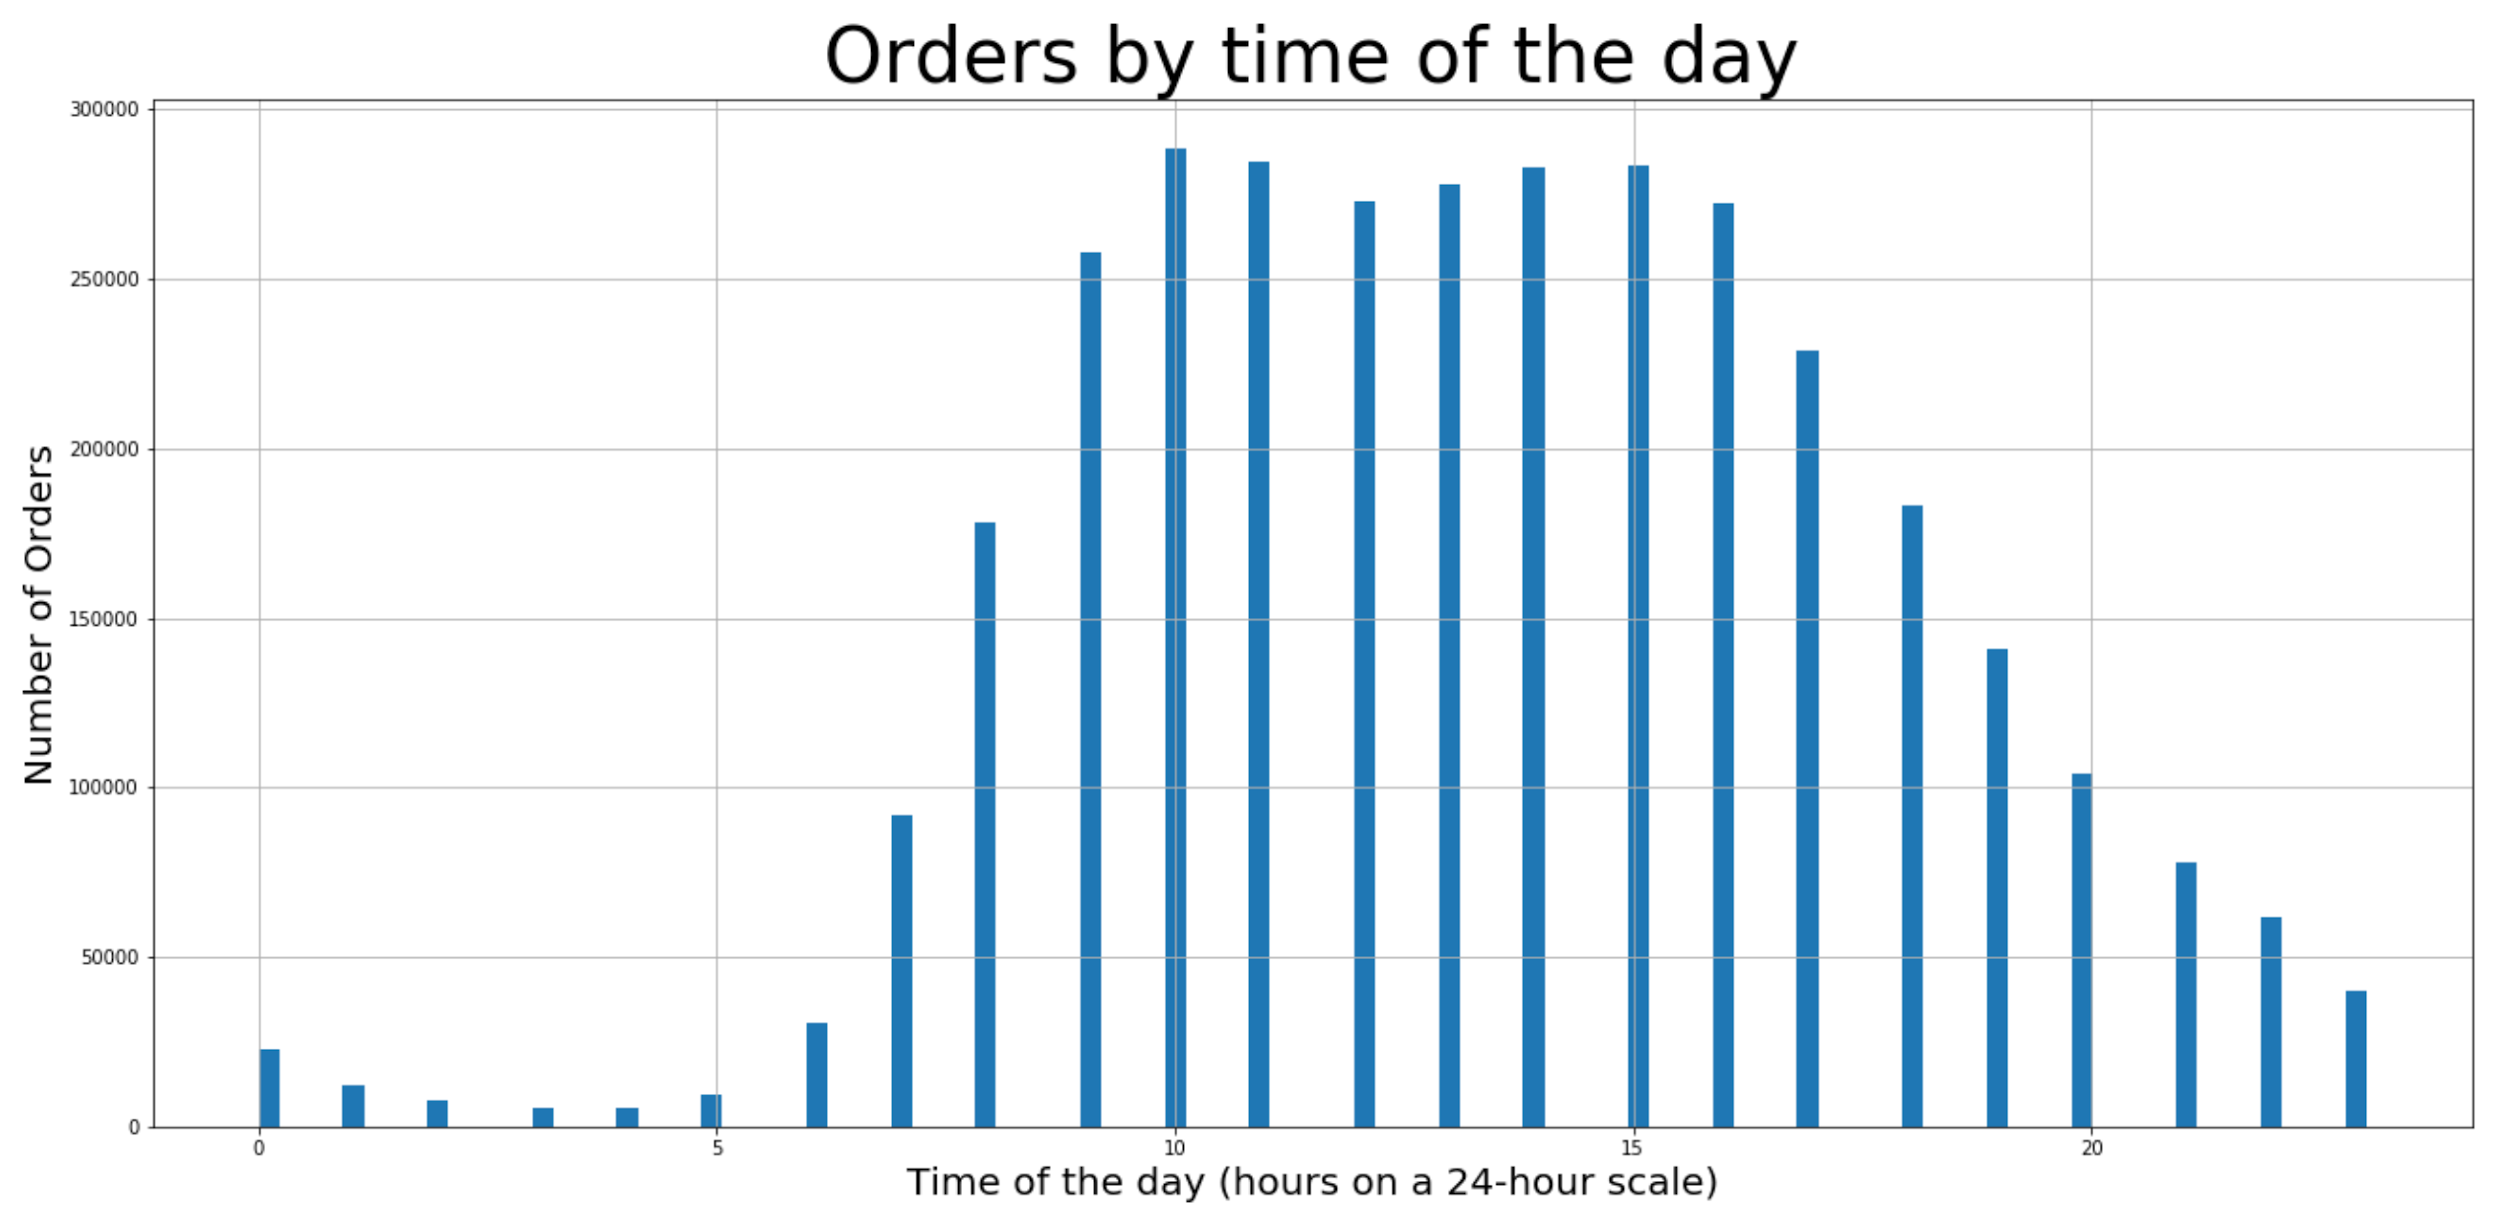 Orders by time of the day
300000
250000
200000
150000
100000
50000
0
Number of Orders
0 5 10 15 20
Time of the day (hours on a 24-hour scale)